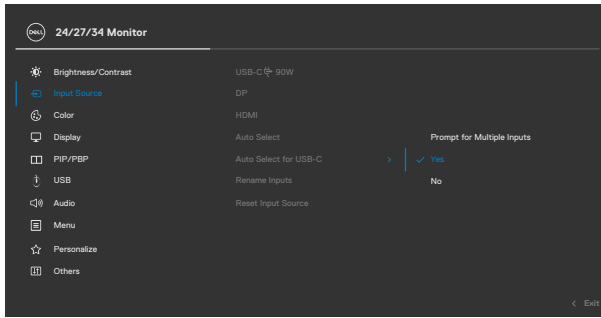 DELL 24/27/34 Monitor
Brightness/Contrast
USB-C 90W
Input Source
DP
Color
HDMI
Display
Auto Select
Prompt for Multiple Inputs
PIP/PBP
Auto Select for USB-C
Yes
USB
Rename Inputs
No
Audio
Reset Input Source
Menu
Personalize
Others
Exit